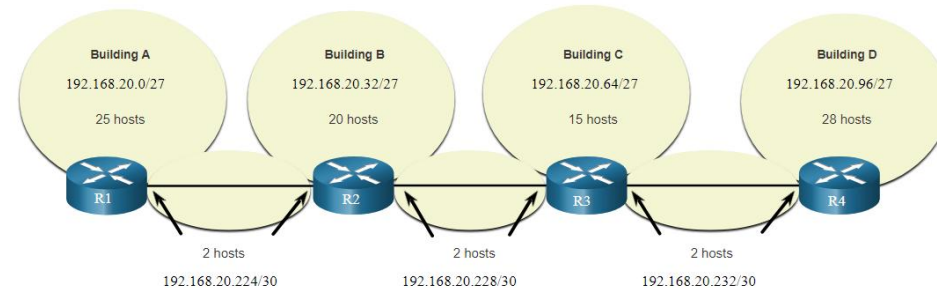 Building A
192.168.20.0/27
25 hosts
Building B
192.168.20.32/27
20 hosts
Building C
192.168.20.64/27
15 hosts
Building D
192.168.20.96/27
28 hosts
R1
R2
R3
R4
2 hosts
192.168.20.224/30
2 hosts
192.168.20.228/30
2 hosts
192.168.20.232/30